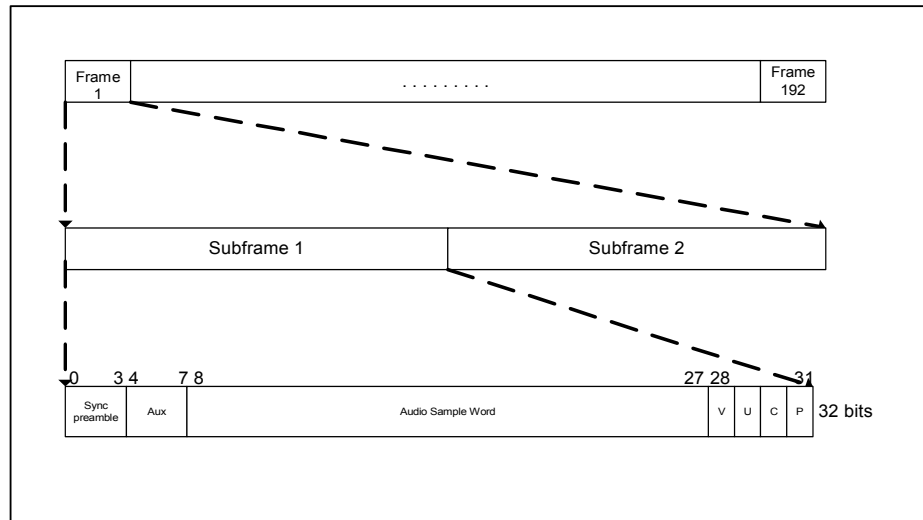 Frame 1
. . . . . . . . .
Frame 192
Subframe 1
Subframe 2
0 3 4 7 8 27 28 31
Sync preamble
Aux
Audio Sample Word
V
U
C
P
32 bits